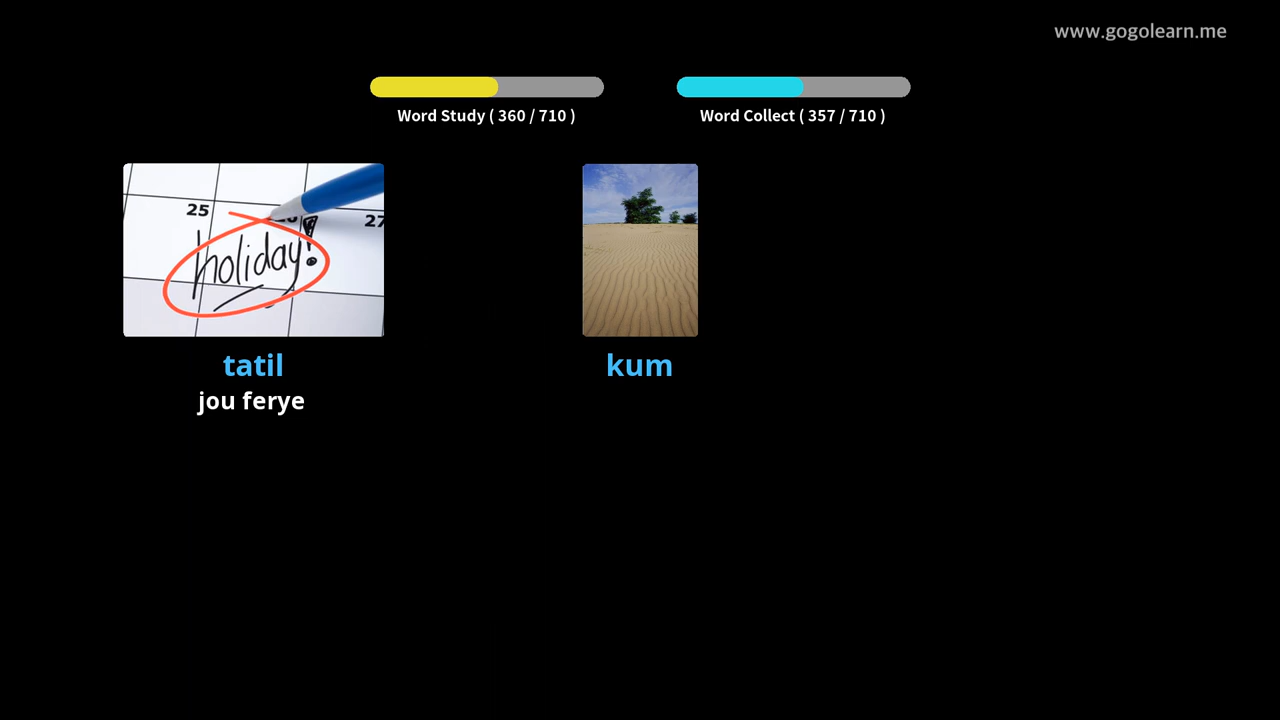 www.gogolearn.me
Word Study ( 360 / 710 )
Word Collect ( 357 / 710 )
25
27
holiday!
tatil
kum
jou ferye